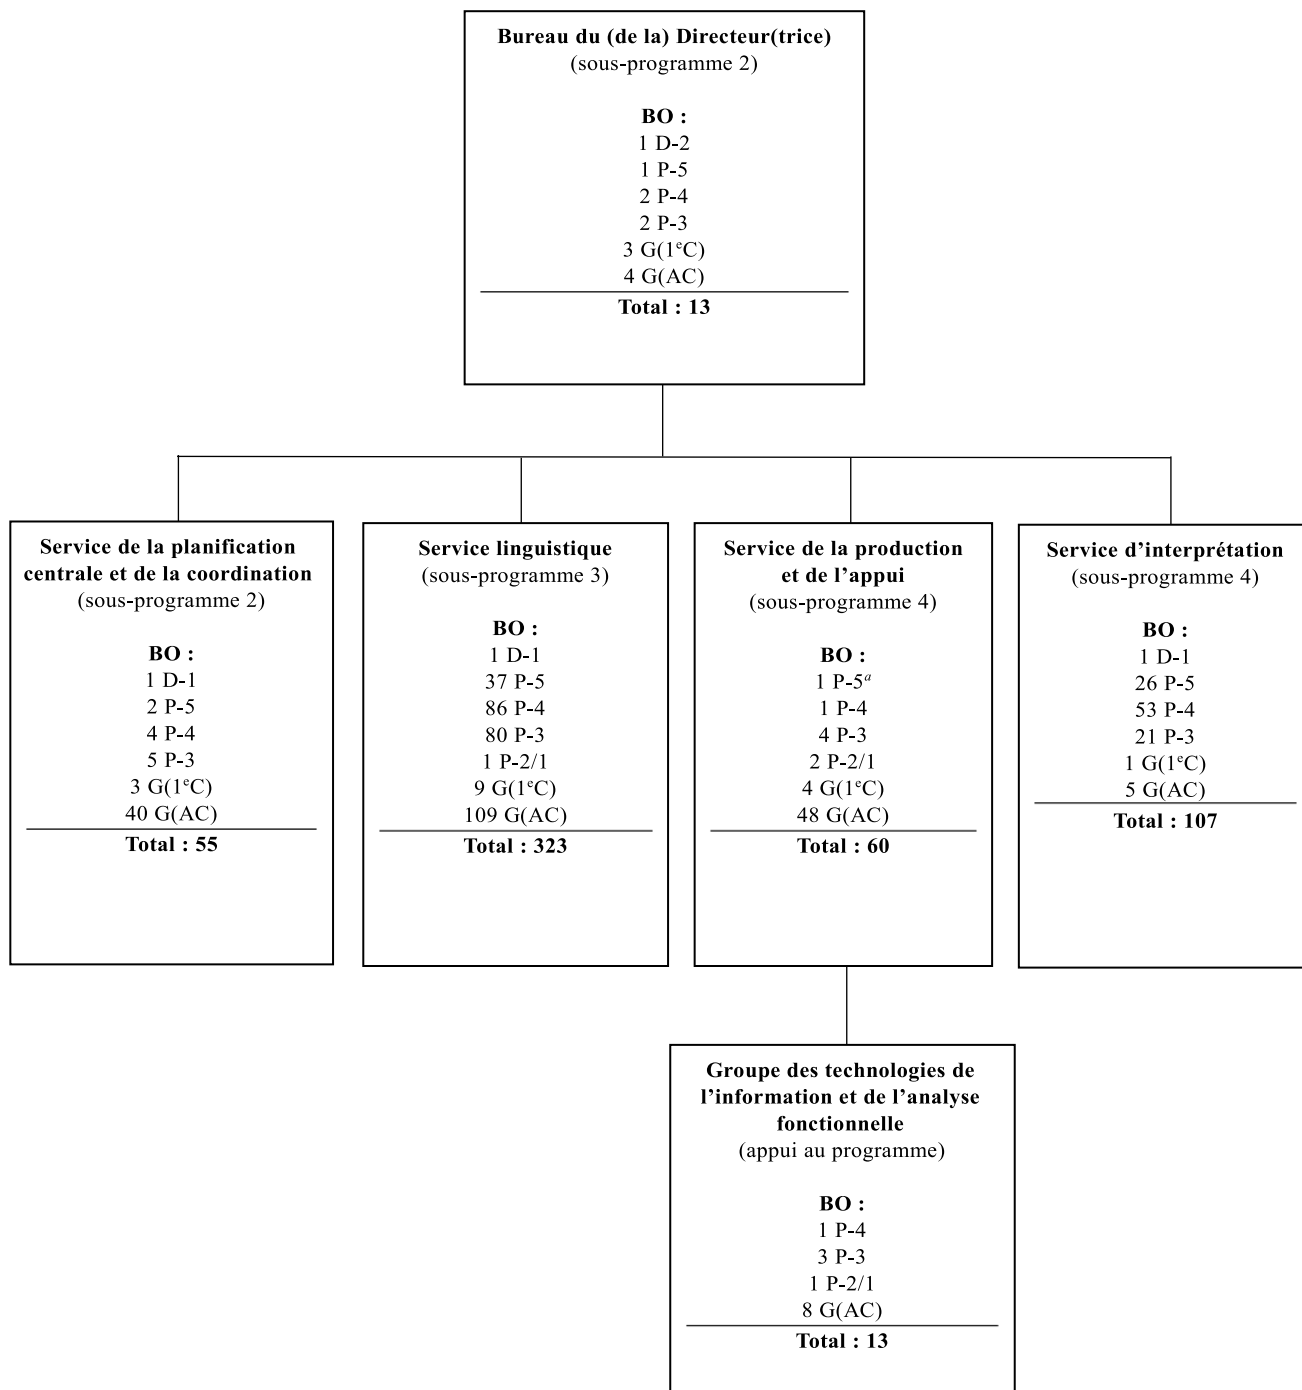 Bureau du (de la) Directeur(trice)
(sous-programme 2)
BO :
1 D-2
1 P-5
2 P-4
2 P-3
3 G(1ᵉC)
4 G(AC)
Total : 13
Service de la planification
centrale et de la coordination
(sous-programme 2)
BO :
1 D-1
2 P-5
4 P-4
5 P-3
3 G(1ᵉC)
40 G(AC)
Total : 55
Service linguistique
(sous-programme 3)
BO :
1 D-1
37 P-5
86 P-4
80 P-3
1 P-2/1
9 G(1ᵉC)
109 G(AC)
Total : 323
Service de la production
et de l’appui
(sous-programme 4)
BO :
1 P-5ᵃ
1 P-4
4 P-3
2 P-2/1
4 G(1ᵉC)
48 G(AC)
Total : 60
Service d’interprétation
(sous-programme 4)
BO :
1 D-1
26 P-5
53 P-4
21 P-3
1 G(1ᵉC)
5 G(AC)
Total : 107
Groupe des technologies de
l’information et de l’analyse
fonctionnelle
(appui au programme)
BO :
1 P-4
3 P-3
1 P-2/1
8 G(AC)
Total : 13